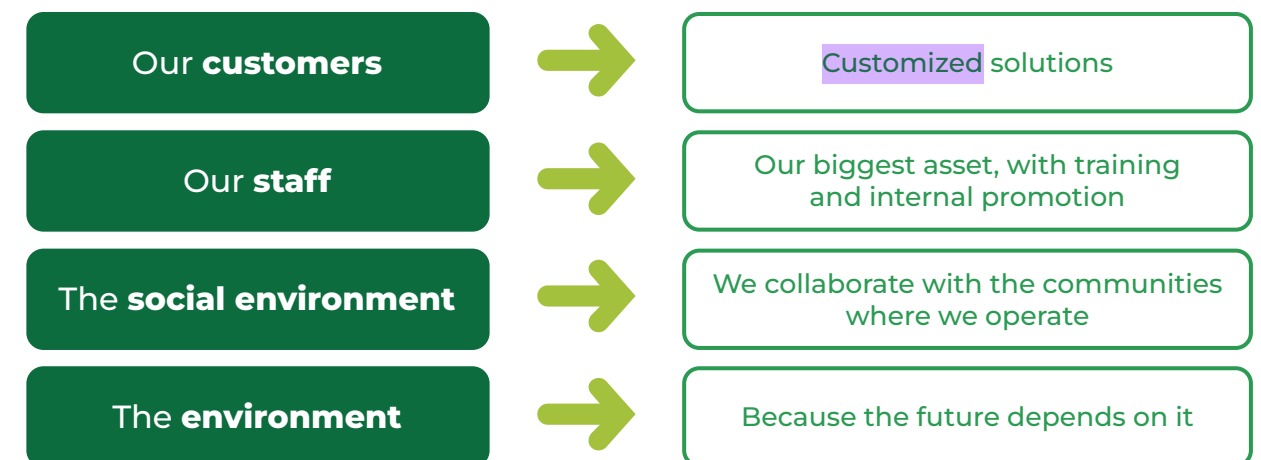 Our customers
Customized solutions
Our staff
Our biggest asset, with training
and internal promotion
The social environment
We collaborate with the communities
where we operate
The environment
Because the future depends on it